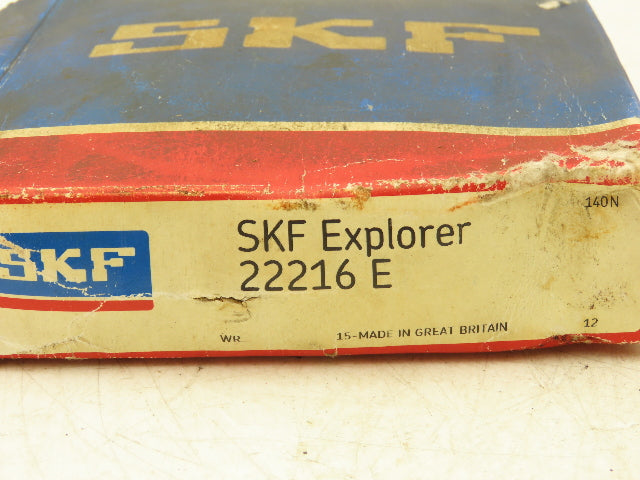 SKF
140N
SKF
SKF Explorer
22216 E
WR
15-MADE IN GREAT BRITAIN
12